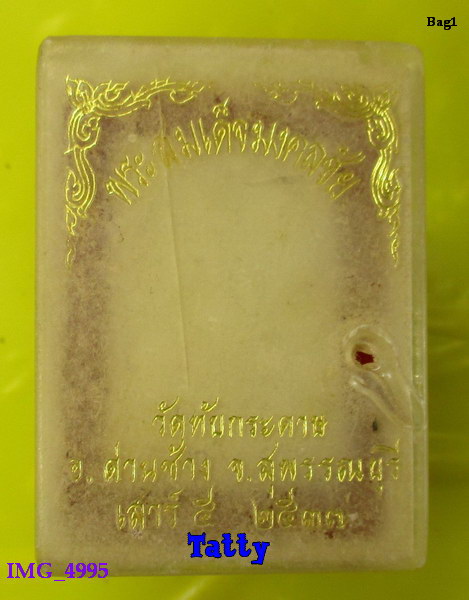 Bag1
พระสมเด็จมงคลชัย
วัดทับกระดาษ
อ. ด่านช้าง จ. สุพรรณบุรี
เสาร์ ๕ ๒๕๓๗
Tatty
IMG_4995